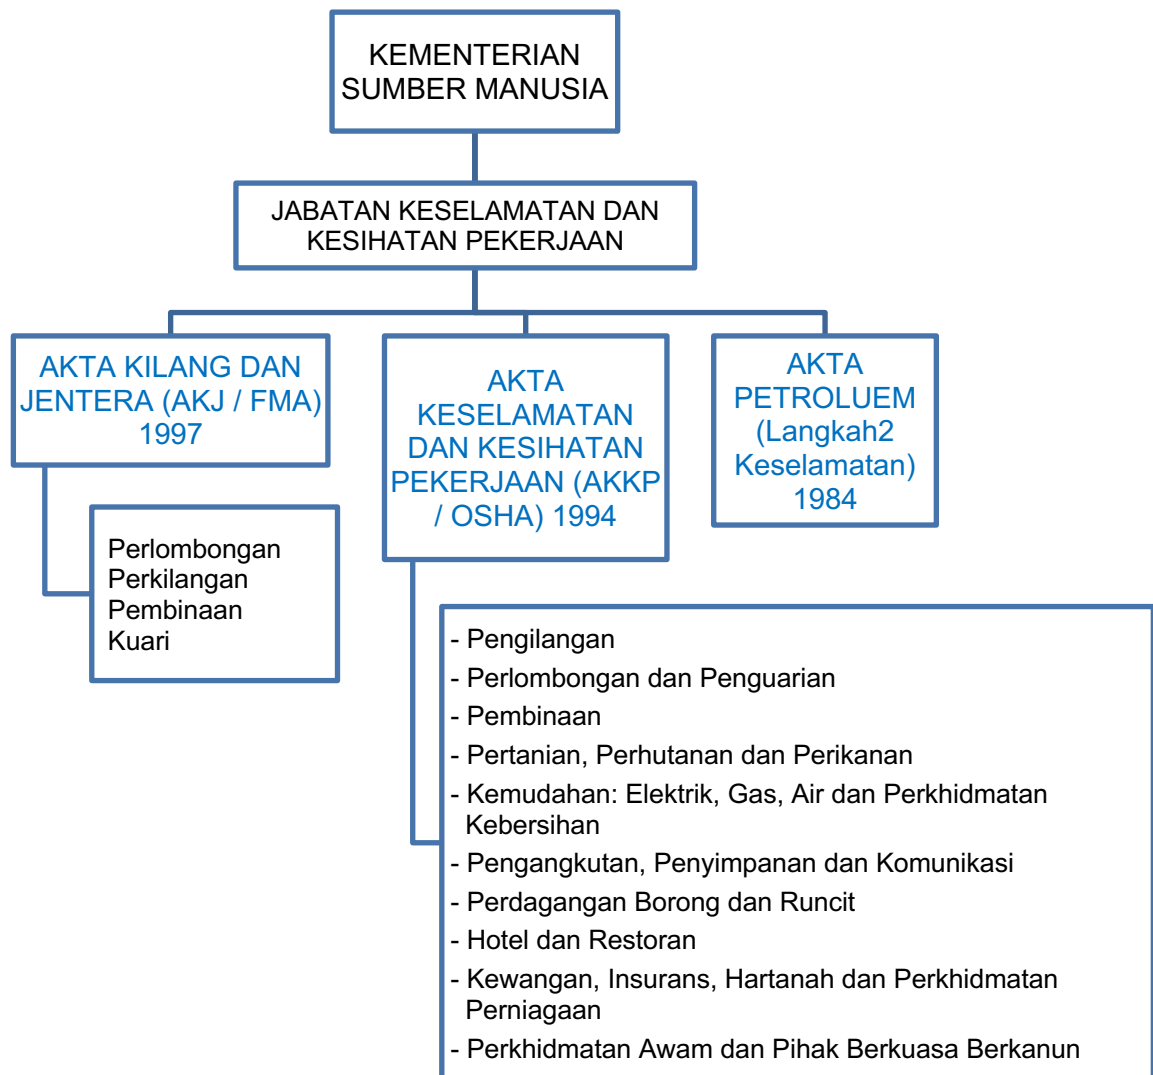 KEMENTERIAN
SUMBER MANUSIA
JABATAN KESELAMATAN DAN
KESIHATAN PEKERJAAN
AKTA KILANG DAN
JENTERA (AKJ / FMA)
1997
AKTA
KESELAMATAN
DAN KESIHATAN
PEKERJAAN (AKKP
/ OSHA) 1994
AKTA
PETROLUEM
(Langkah2
Keselamatan)
1984
Perlombongan
Perkilangan
Pembinaan
Kuari
- Pengilangan
- Perlombongan dan Penguarian
- Pembinaan
- Pertanian, Perhutanan dan Perikanan
- Kemudahan: Elektrik, Gas, Air dan Perkhidmatan
Kebersihan
- Pengangkutan, Penyimpanan dan Komunikasi
- Perdagangan Borong dan Runcit
- Hotel dan Restoran
- Kewangan, Insurans, Hartanah dan Perkhidmatan
Perniagaan
- Perkhidmatan Awam dan Pihak Berkuasa Berkanun